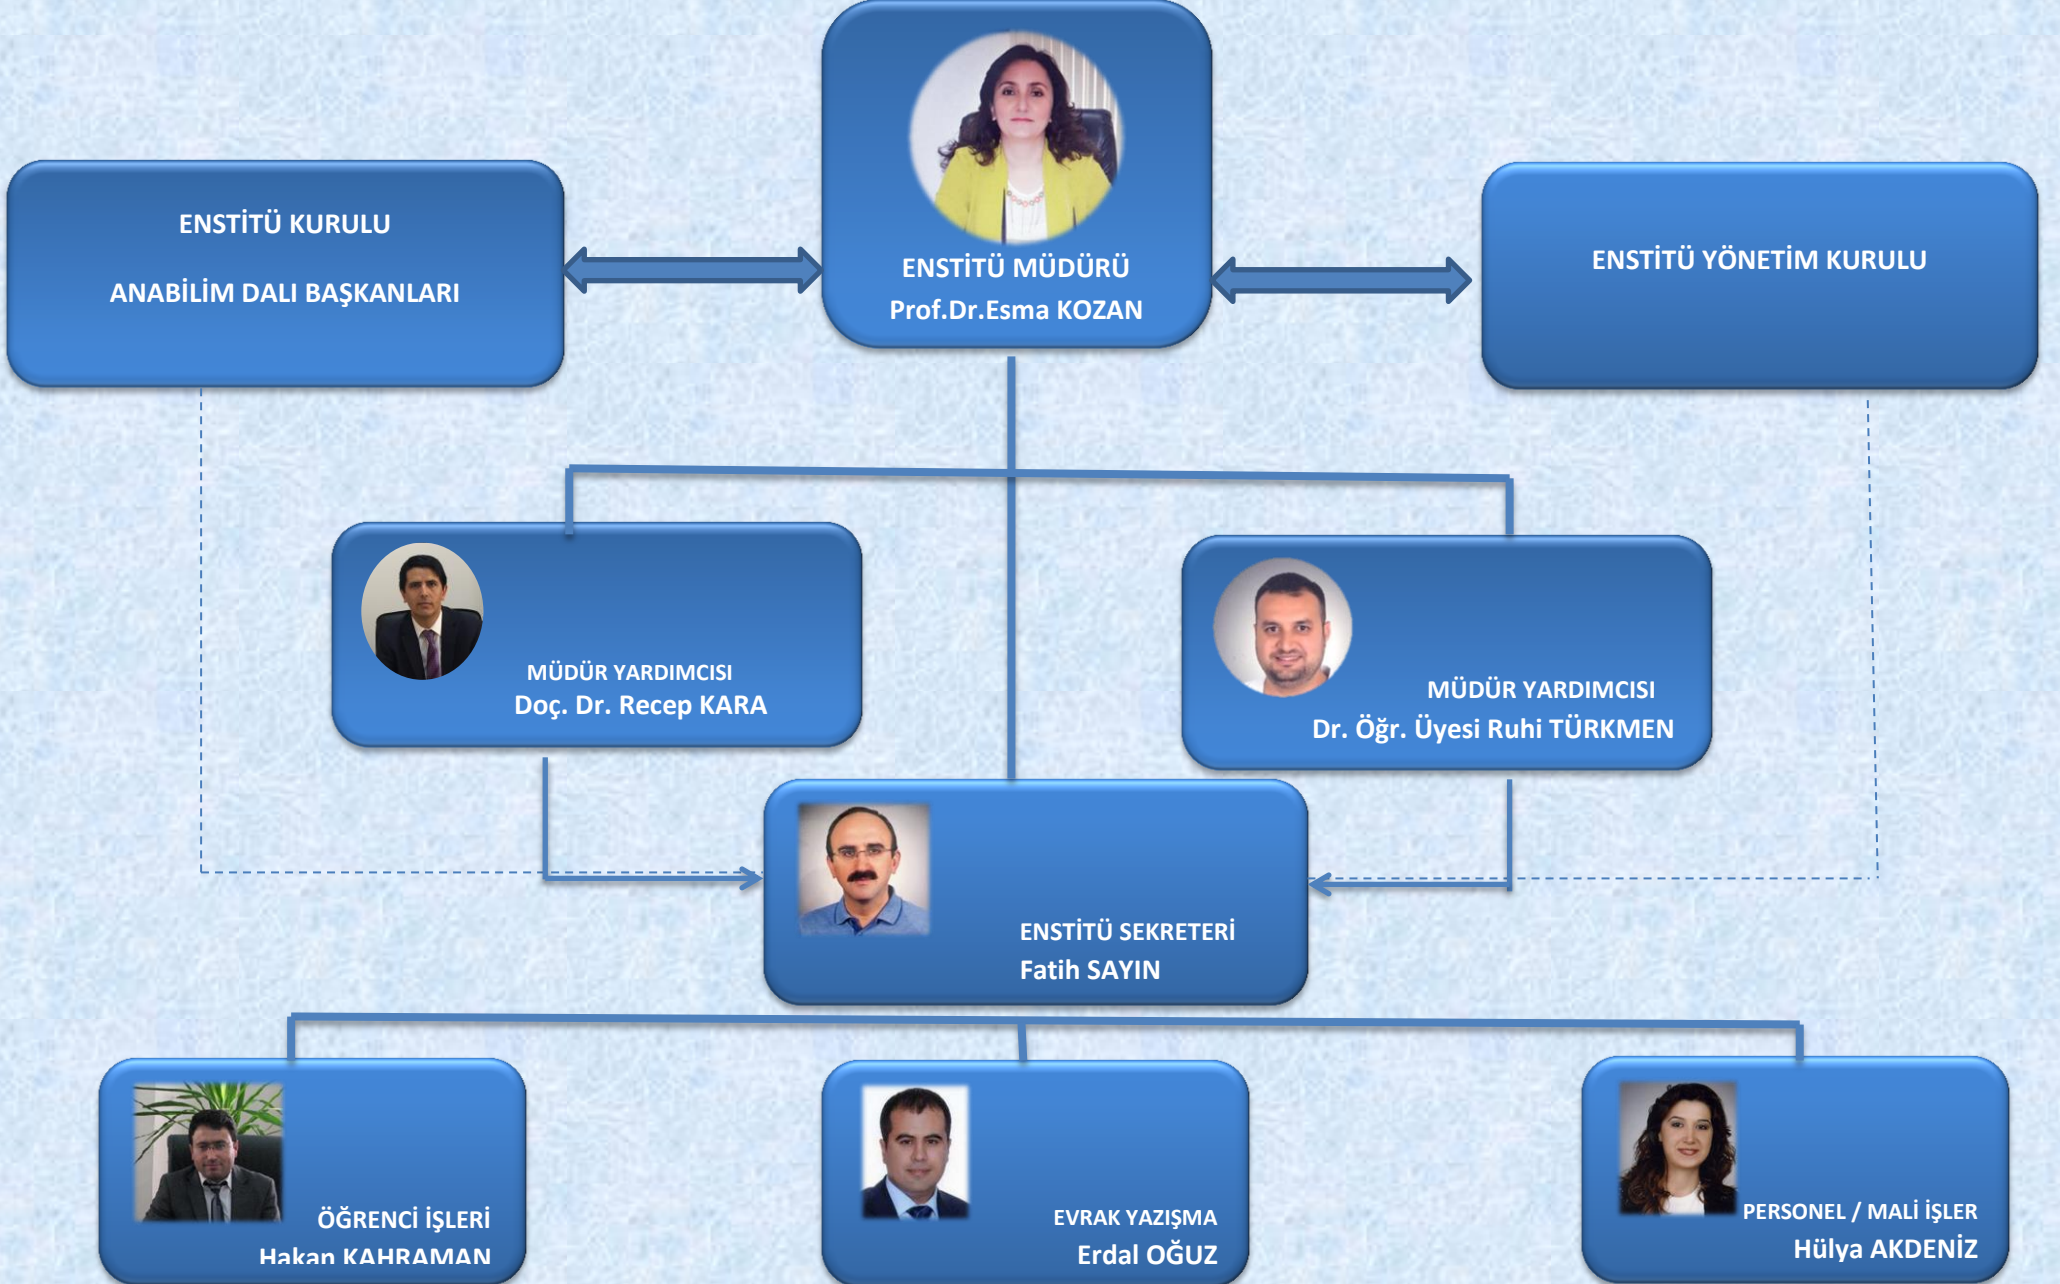 ENSTİTÜ KURULU
ANABİLİM DALI BAŞKANLARI
ENSTİTÜ MÜDÜRÜ
Prof.Dr.Esma KOZAN
ENSTİTÜ YÖNETİM KURULU
MÜDÜR YARDIMCISI
Doç. Dr. Recep KARA
MÜDÜR YARDIMCISI
Dr. Öğr. Üyesi Ruhi TÜRKMEN
ENSTİTÜ SEKRETERİ
Fatih SAYIN
ÖĞRENCİ İŞLERİ
Hakan KAHRAMAN
EVRAK YAZIŞMA
Erdal OĞUZ
PERSONEL / MALİ İŞLER
Hülya AKDENİZ